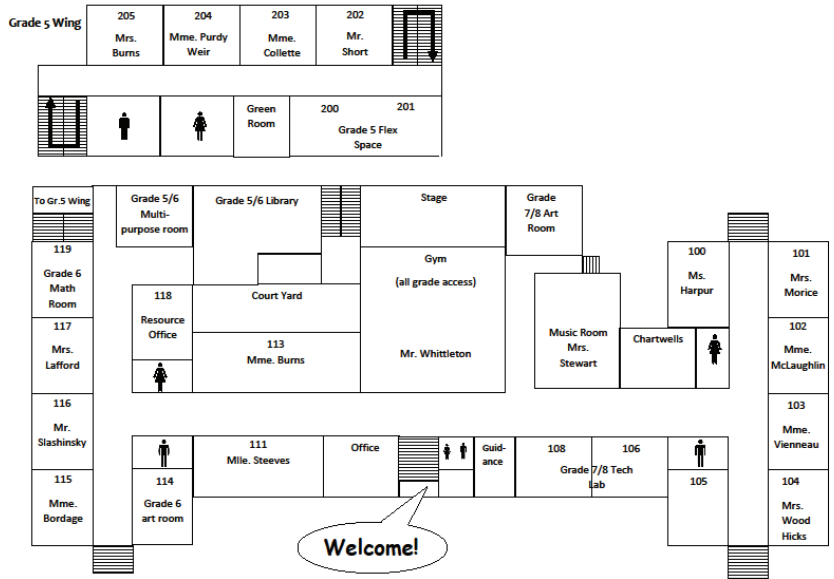 Grade 5 Wing
205
Mrs.
Burns
204
Mme. Purdy
Weir
203
Mme.
Collette
202
Mr.
Short
Green
Room
200
201
Grade 5 Flex
Space
To Gr.5 Wing
Grade 5/6
Multi-
purpose room
Grade 5/6 Library
Stage
Grade
7/8 Art
Room
119
Grade 6
Math
Room
118
Resource
Office
Court Yard
Gym
(all grade access)
100
Ms.
Harpur
101
Mrs.
Morice
117
Mrs.
Lafford
113
Mme. Burns
Mr. Whittleton
Music Room
Mrs.
Stewart
Chartwells
102
Mme.
McLaughlin
116
Mr.
Slashinsky
103
Mme.
Vienneau
111
Mlle. Steeves
Office
Guid-
ance
108
106
Grade 7/8 Tech
Lab
115
Mme.
Bordage
114
Grade 6
art room
105
104
Mrs.
Wood
Hicks
Welcome!